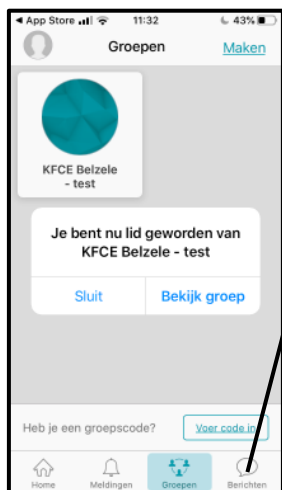 App Store 11:32 43%
Groepen Maken
KFCE Belzele
- test
Je bent nu lid geworden van
KFCE Belzele - test
Sluit Bekijk groep
Heb je een groepscode? Voer code in
Home Meldingen Groepen Berichten